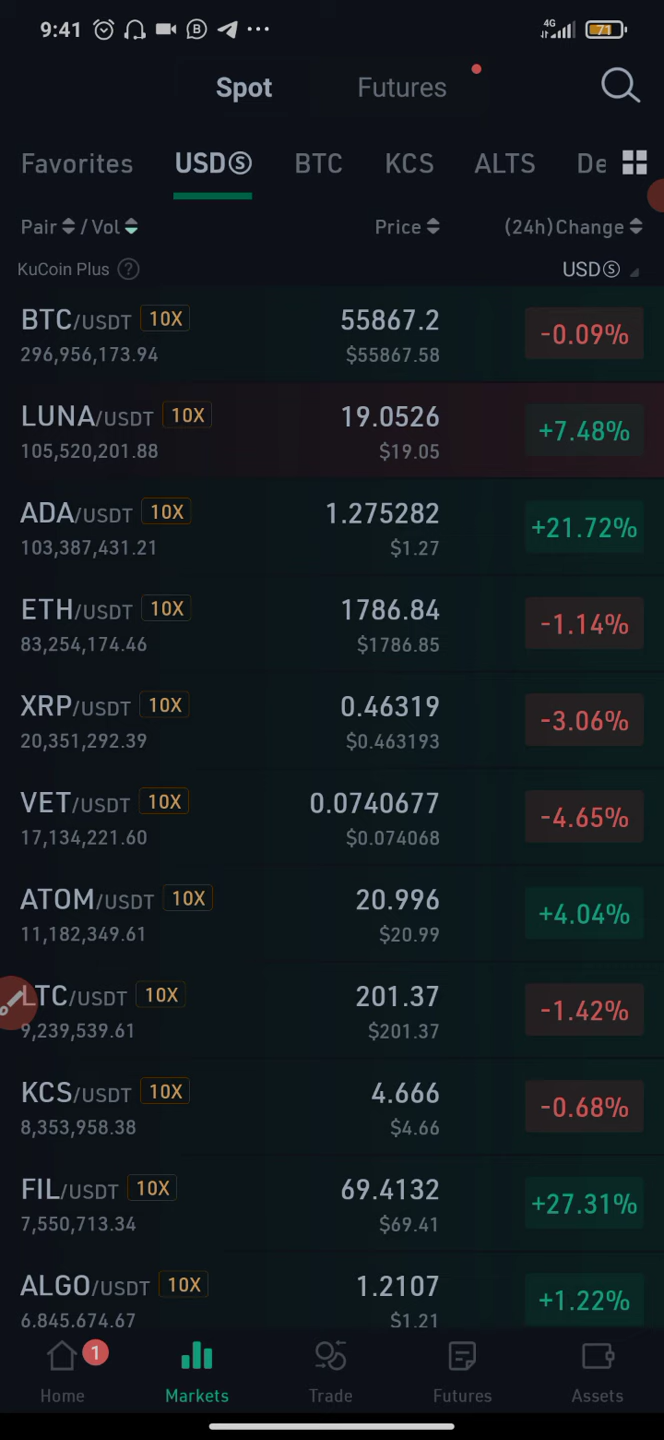 9:41 4G 71
Spot Futures
Favorites USDⓈ BTC KCS ALTS De
Pair / Vol Price (24h)Change
KuCoin Plus ? USDⓈ
BTC/USDT 10X 55867.2 -0.09%
296,956,173.94 $55867.58
LUNA/USDT 10X 19.0526 +7.48%
105,520,201.88 $19.05
ADA/USDT 10X 1.275282 +21.72%
103,387,431.21 $1.27
ETH/USDT 10X 1786.84 -1.14%
83,254,174.46 $1786.85
XRP/USDT 10X 0.46319 -3.06%
20,351,292.39 $0.463193
VET/USDT 10X 0.0740677 -4.65%
17,134,221.60 $0.074068
ATOM/USDT 10X 20.996 +4.04%
11,182,349.61 $20.99
LTC/USDT 10X 201.37 -1.42%
9,239,539.61 $201.37
KCS/USDT 10X 4.666 -0.68%
8,353,958.38 $4.66
FIL/USDT 10X 69.4132 +27.31%
7,550,713.34 $69.41
ALGO/USDT 10X 1.2107 +1.22%
6,845,674.67 $1.21
1
Home Markets Trade Futures Assets